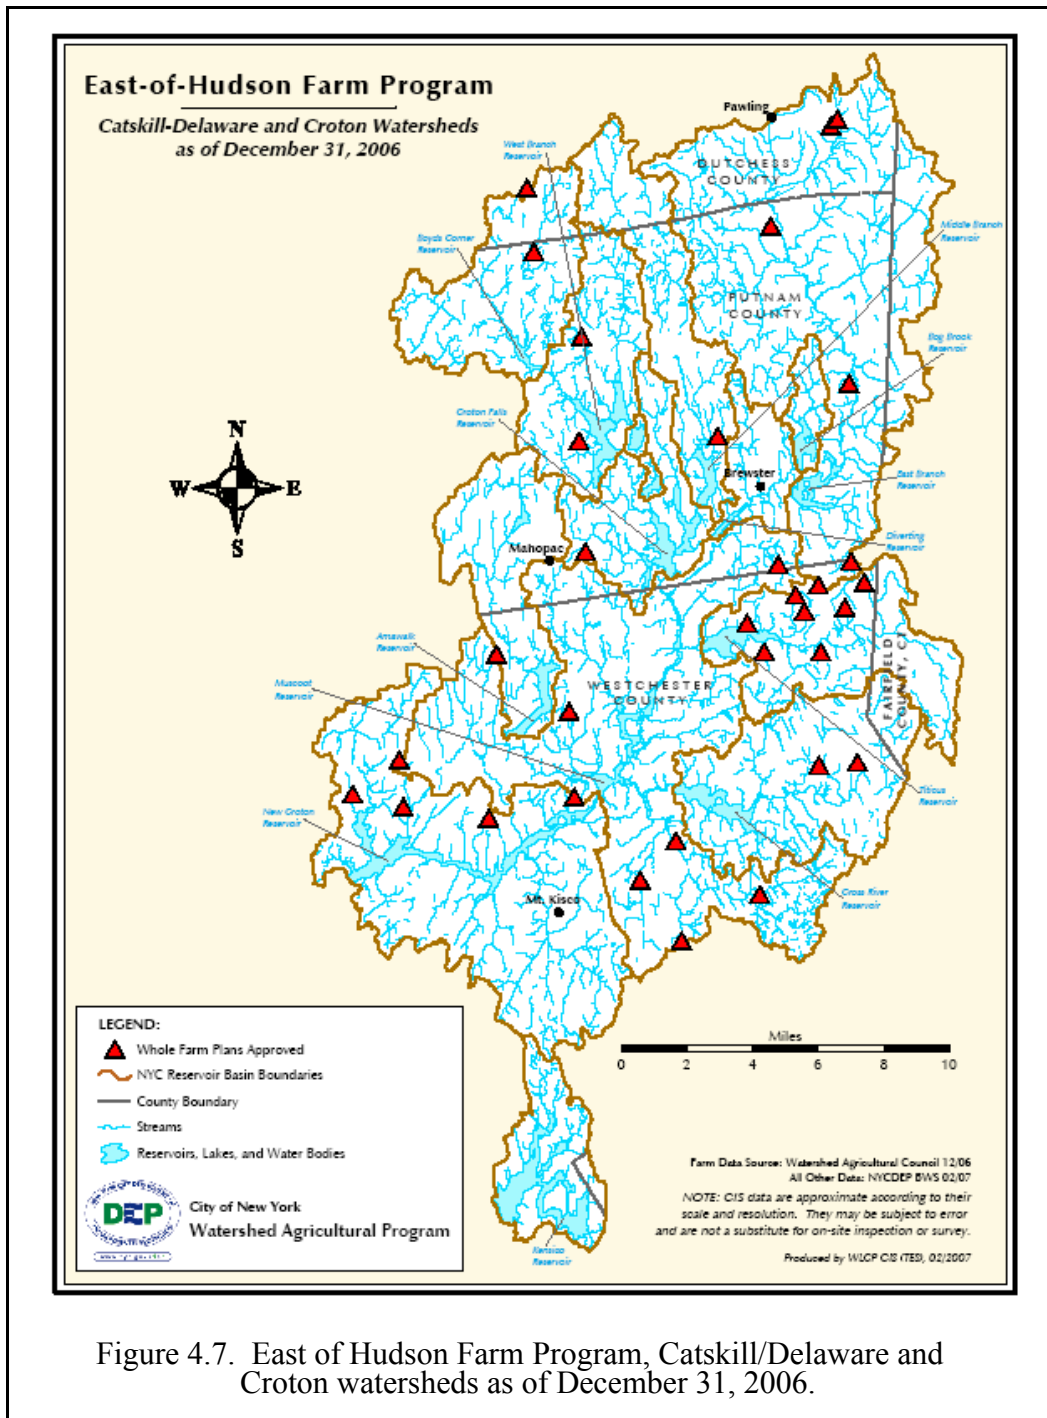 East-of-Hudson Farm Program
Catskill-Delaware and Croton Watersheds
as of December 31, 2006
Pawling
West Branch
Reservoir
DUTCHESS
COUNTY
Boyds Corner
Reservoir
Middle Branch
Reservoir
PUTNAM
COUNTY
Bog Brook
Reservoir
Croton Falls
Reservoir
N
W
E
S
Brewster
East Branch
Reservoir
Mahopac
Diverting
Reservoir
Amawalk
Reservoir
FAIRFIELD
COUNTY, CT
Muscoot
Reservoir
WESTCHESTER
COUNTY
Titicus
Reservoir
New Croton
Reservoir
Cross River
Reservoir
Mt. Kisco
LEGEND:
Whole Farm Plans Approved
NYC Reservoir Basin Boundaries
County Boundary
Streams
Reservoirs, Lakes, and Water Bodies
DEP
City of New York
Watershed Agricultural Program
Miles
0 2 4 6 8 10
Farm Data Source: Watershed Agricultural Council 12/06
All Other Data: NYCDEP BWS 02/07
NOTE: GIS data are approximate according to their
scale and resolution. They may be subject to error
and are not a substitute for on-site inspection or survey.
Produced by WLCP GIS (TES), 02/2007
Kensico
Reservoir
Figure 4.7. East of Hudson Farm Program, Catskill/Delaware and
Croton watersheds as of December 31, 2006.